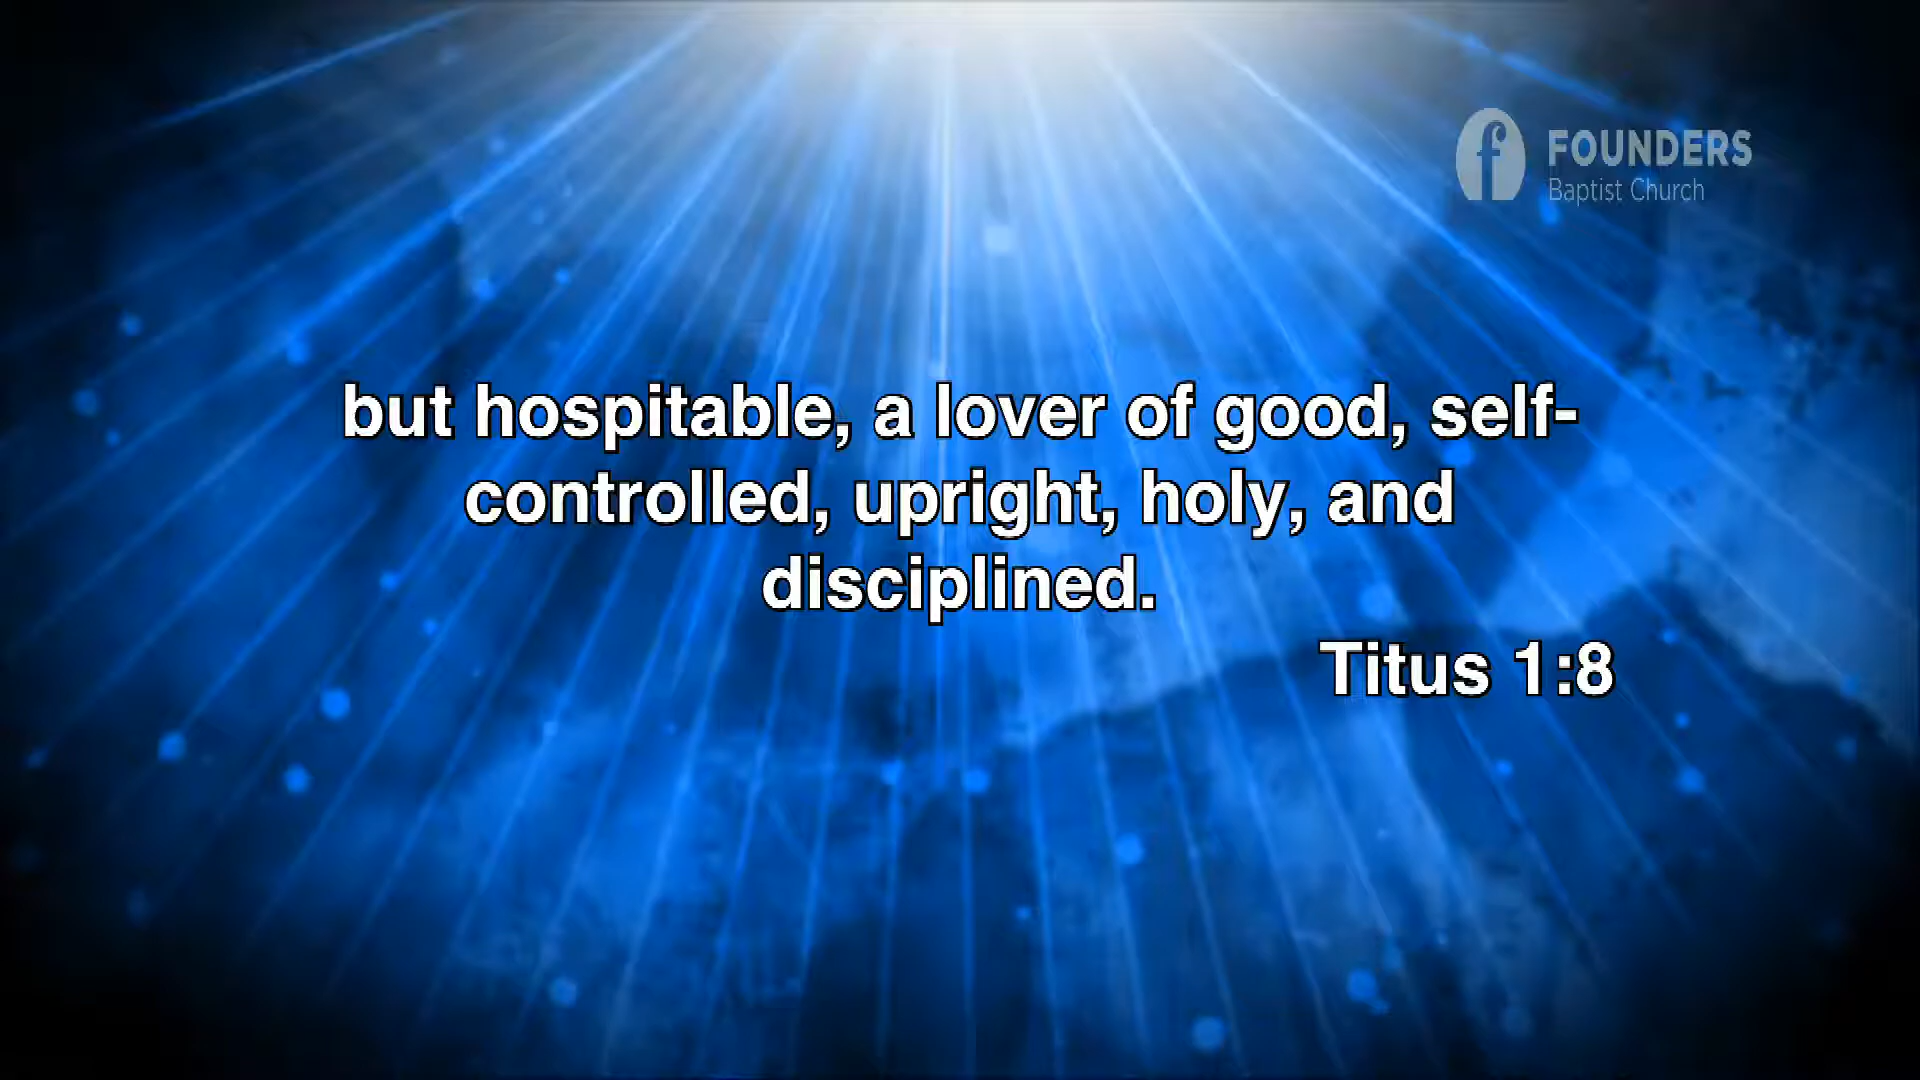 FOUNDERS
Baptist Church
but hospitable, a lover of good, self-
controlled, upright, holy, and
disciplined.
Titus 1:8